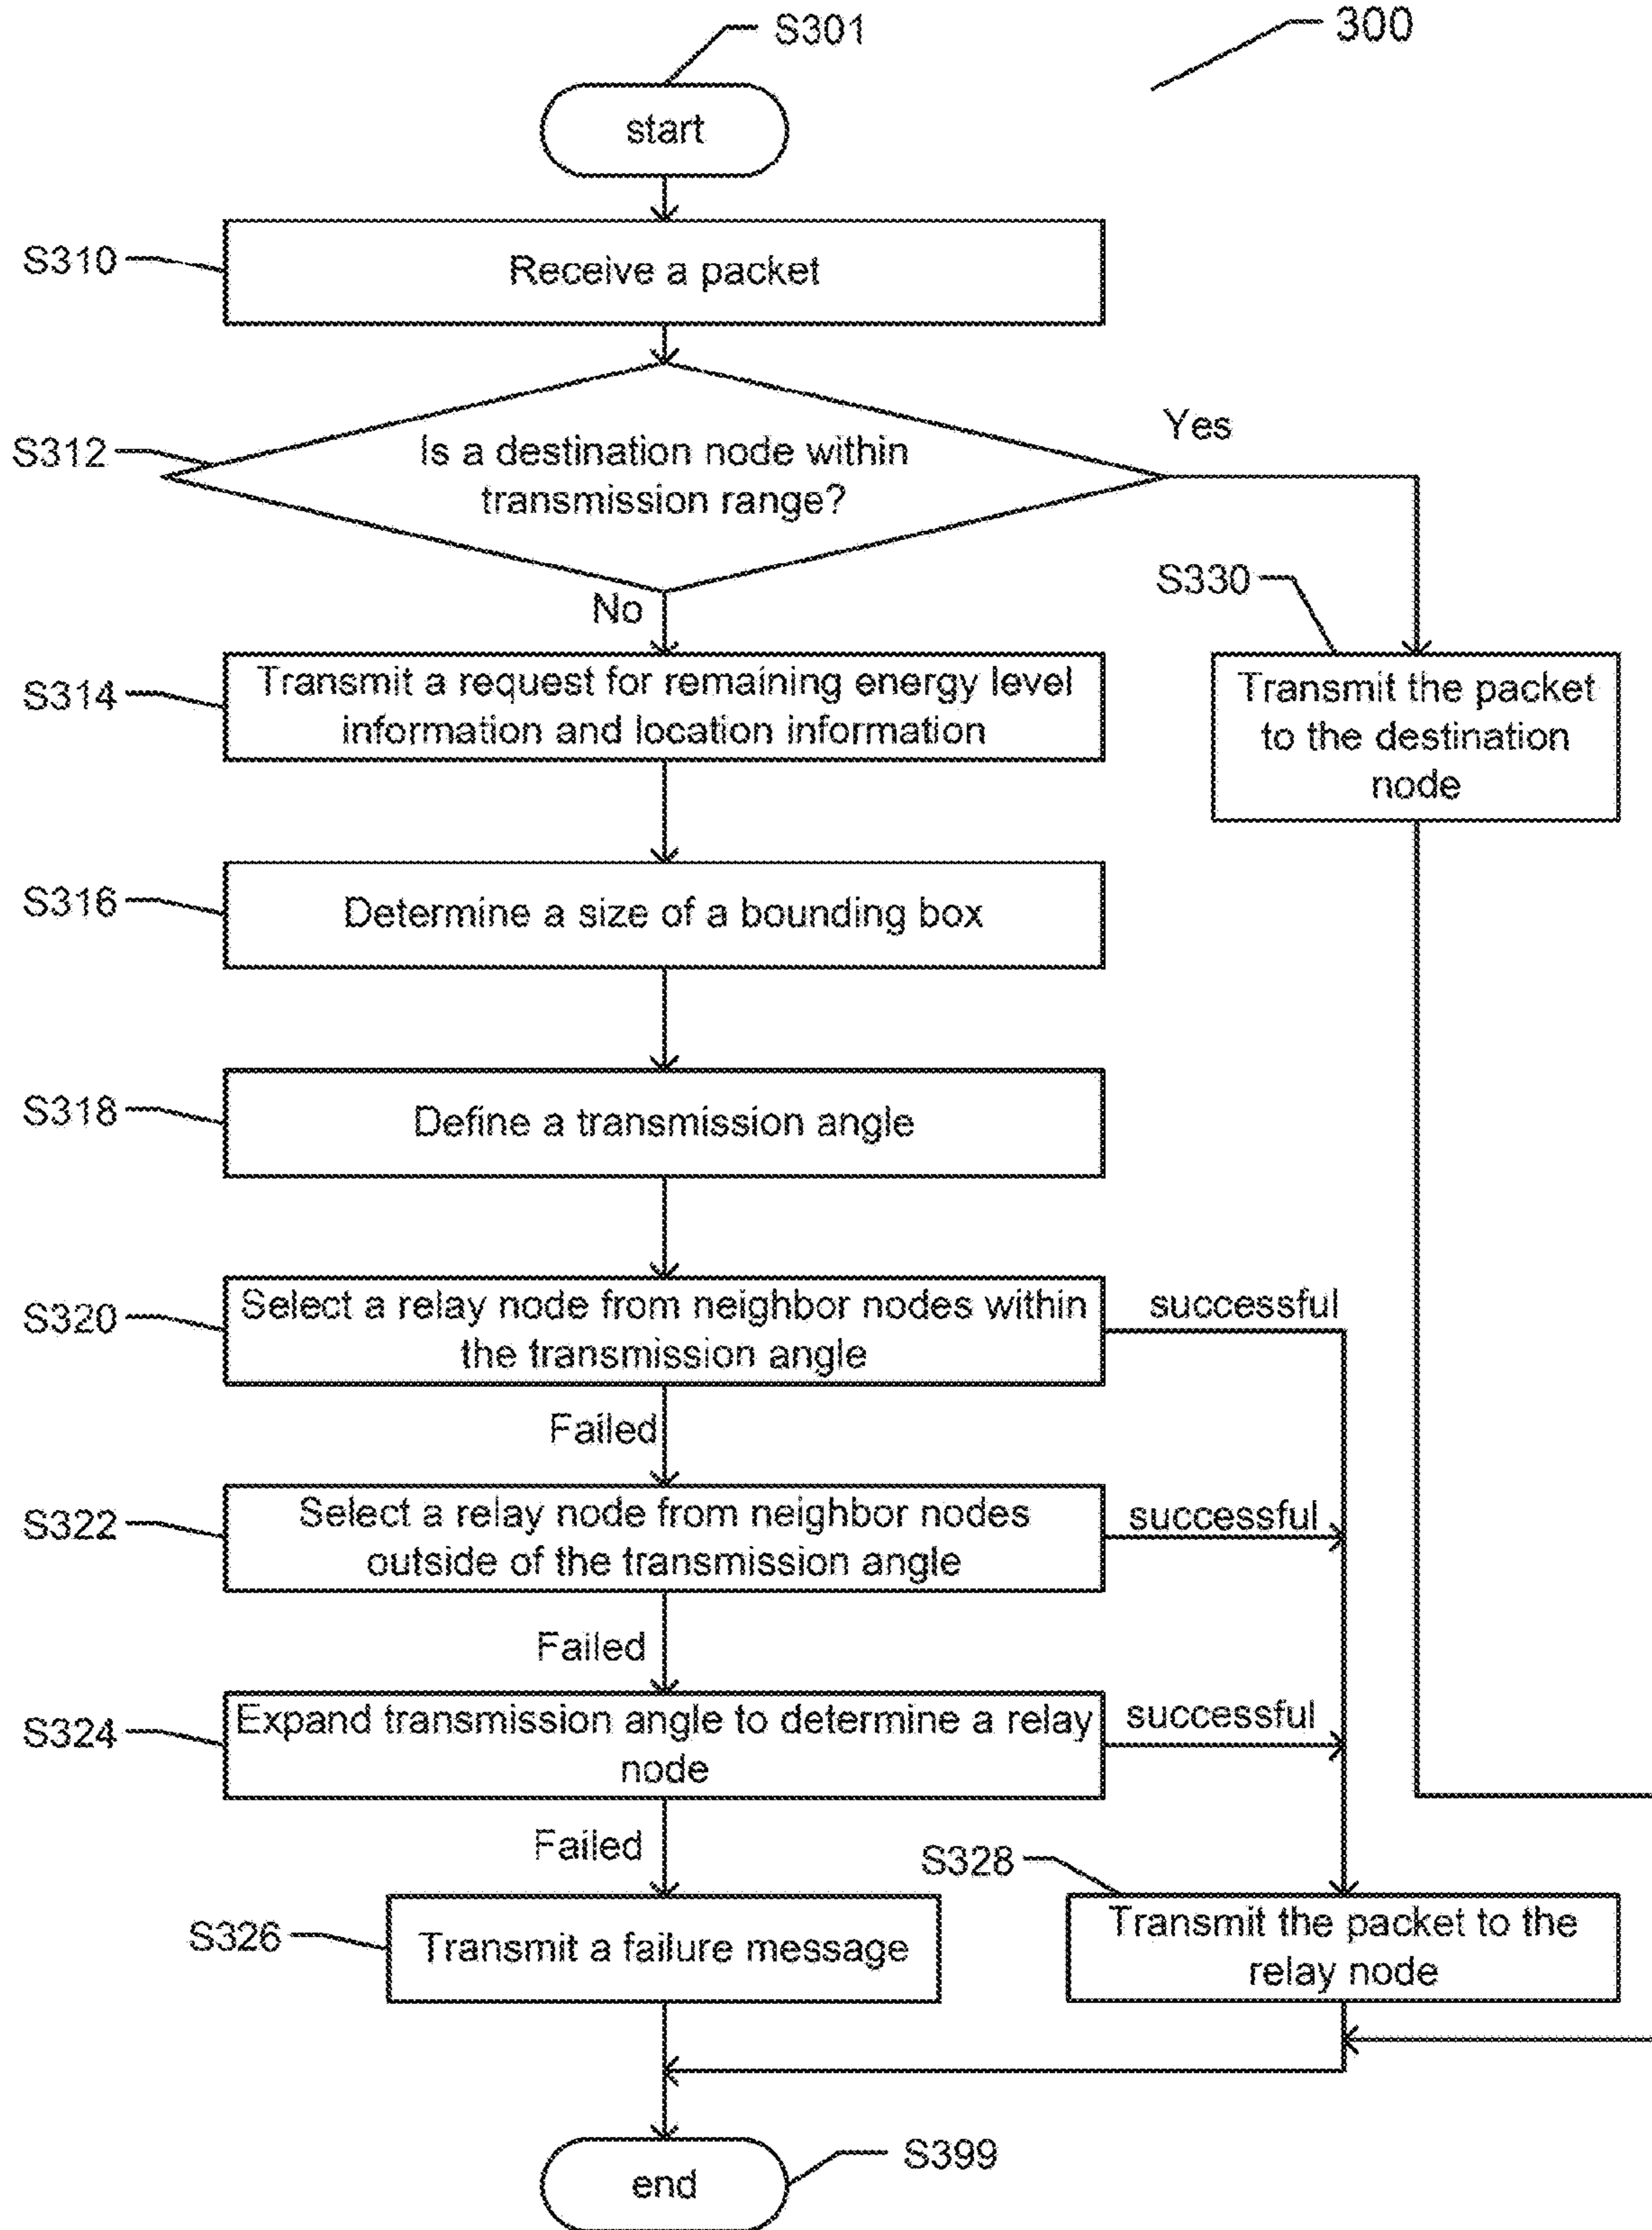 S301
300
start
S310
Receive a packet
S312
Is a destination node within
transmission range?
Yes
No
S330
S314
Transmit a request for remaining energy level
information and location information
Transmit the packet
to the destination
node
S316
Determine a size of a bounding box
S318
Define a transmission angle
S320
Select a relay node from neighbor nodes within
the transmission angle
successful
Failed
S322
Select a relay node from neighbor nodes
outside of the transmission angle
successful
Failed
S324
Expand transmission angle to determine a relay
node
successful
Failed
S328
S326
Transmit a failure message
Transmit the packet to the
relay node
S399
end